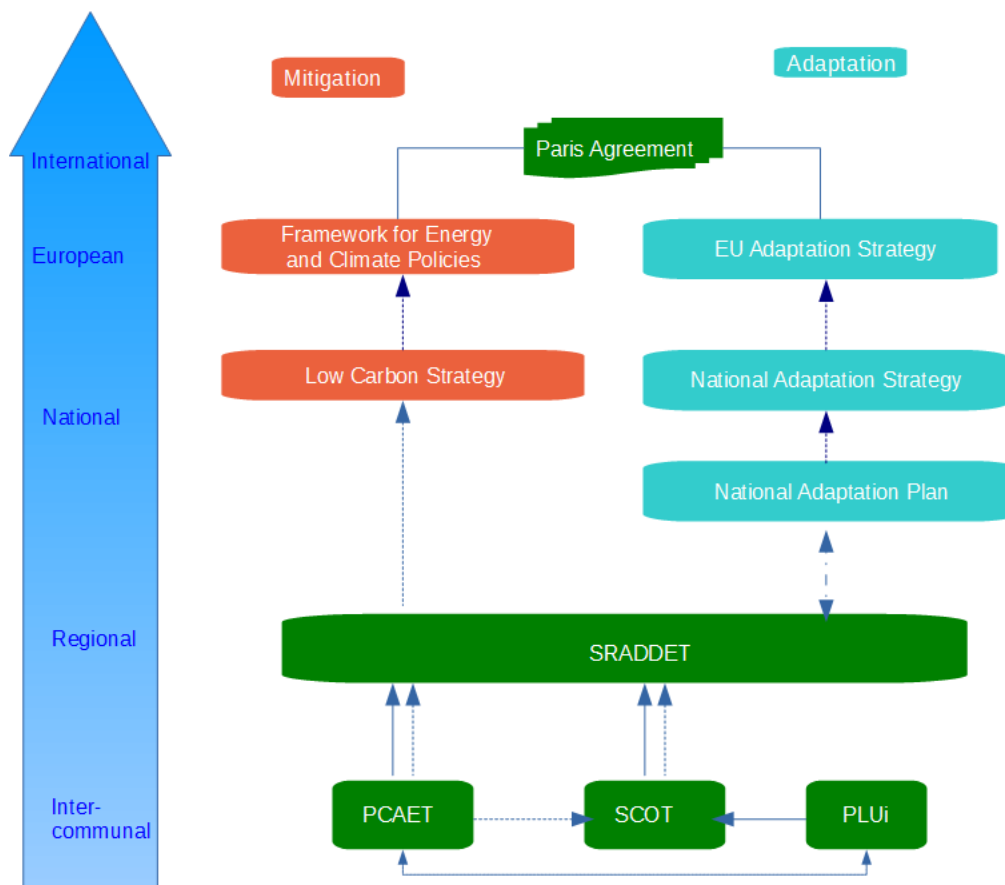 Mitigation
Adaptation
Paris Agreement
International
Framework for Energy
and Climate Policies
European
EU Adaptation Strategy
Low Carbon Strategy
National Adaptation Strategy
National
National Adaptation Plan
Regional
SRADDET
Inter-
communal
PCAET
SCOT
PLUi